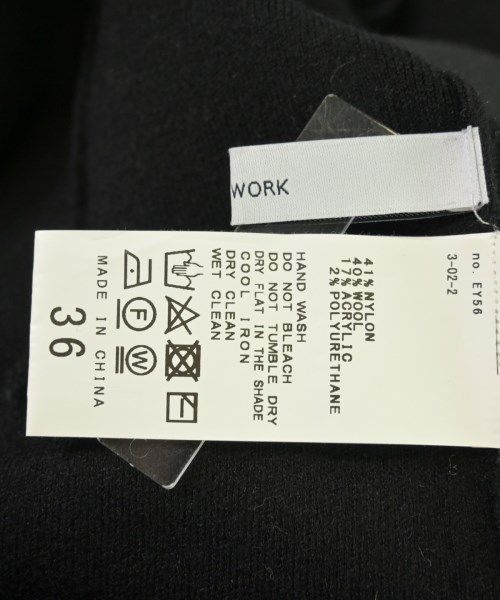 WORK
no. EY56
3-02-2
41%NYLON
40%WOOL
17%ACRYLIC
2%POLYURETHANE
HAND WASH
DO NOT BLEACH
DO NOT TUMBLE DRY
DRY FLAT IN THE SHADE
COOL IRON
DRY CLEAN
WET CLEAN
F W
MADE IN CHINA
36